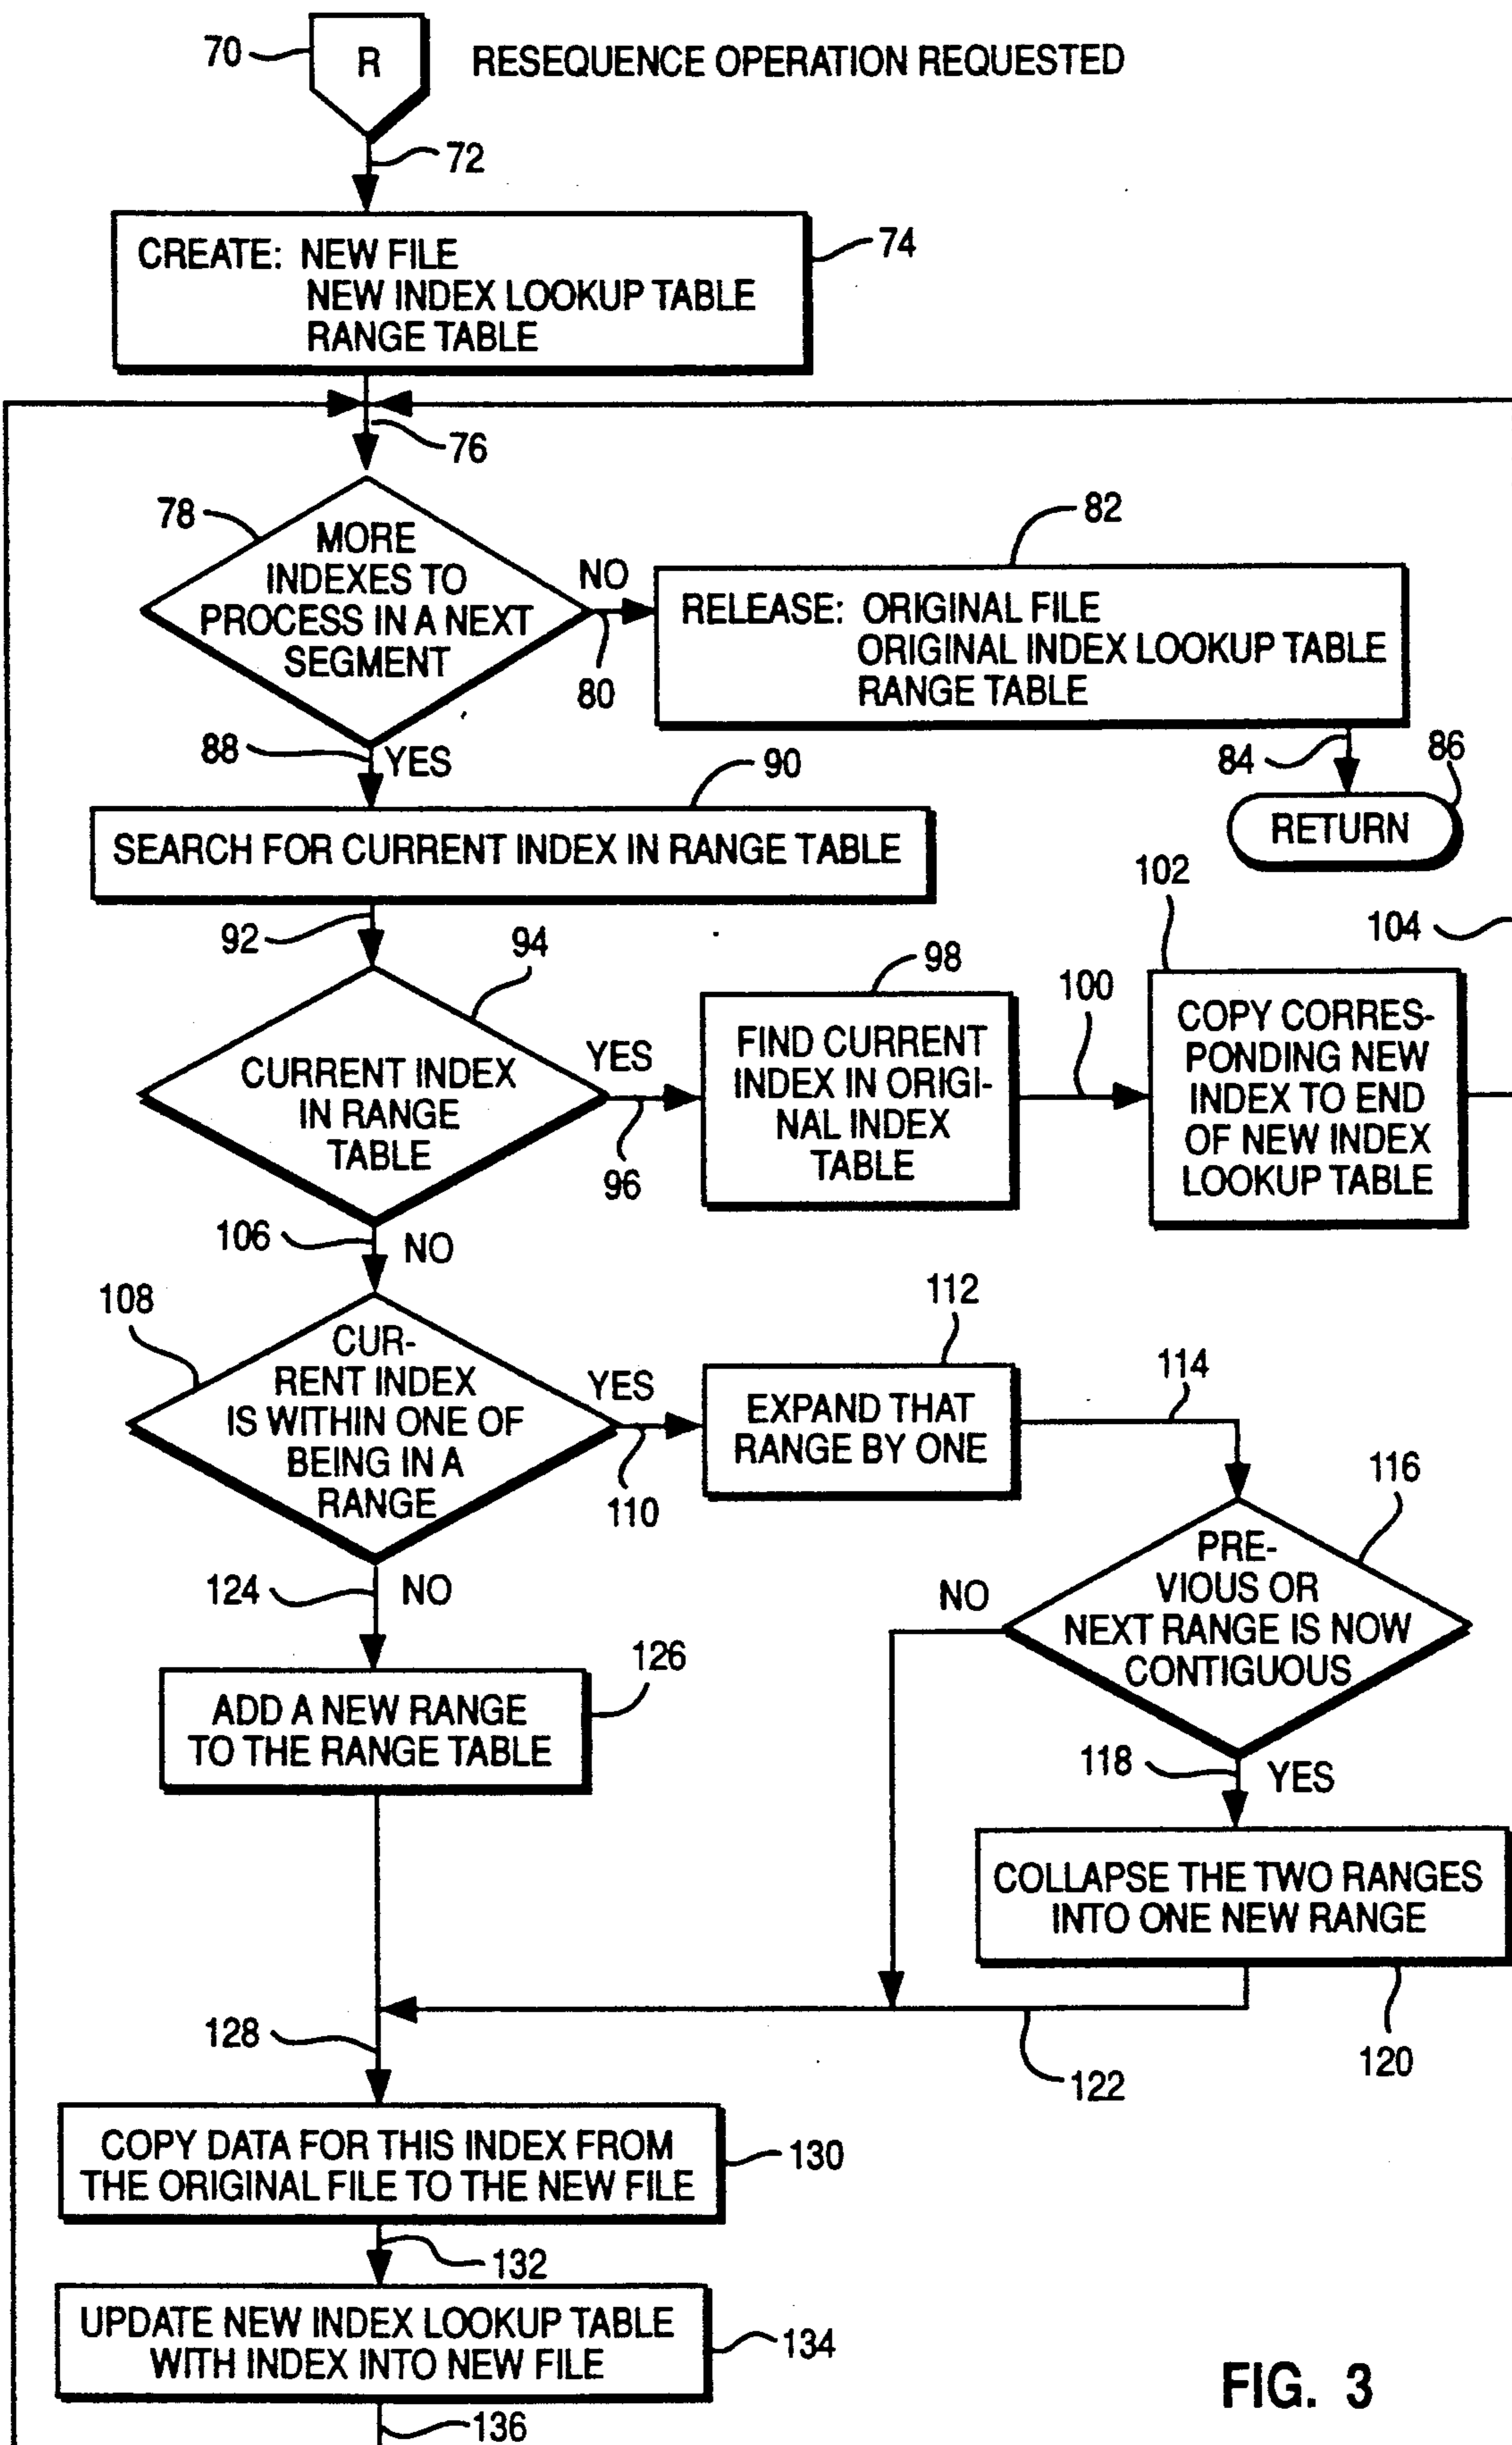 70
R
RESEQUENCE OPERATION REQUESTED
72
CREATE: NEW FILE
NEW INDEX LOOKUP TABLE
RANGE TABLE
74
76
78
MORE
INDEXES TO
PROCESS IN A NEXT
SEGMENT
NO
80
82
RELEASE: ORIGINAL FILE
ORIGINAL INDEX LOOKUP TABLE
RANGE TABLE
84
86
RETURN
88
YES
90
SEARCH FOR CURRENT INDEX IN RANGE TABLE
92
94
CURRENT INDEX
IN RANGE
TABLE
YES
96
98
FIND CURRENT
INDEX IN ORIGI-
NAL INDEX
TABLE
100
102
COPY CORRES-
PONDING NEW
INDEX TO END
OF NEW INDEX
LOOKUP TABLE
104
106
NO
108
CUR-
RENT INDEX
IS WITHIN ONE OF
BEING IN A
RANGE
YES
110
112
EXPAND THAT
RANGE BY ONE
114
116
PRE-
VIOUS OR
NEXT RANGE IS NOW
CONTIGUOUS
NO
118
YES
COLLAPSE THE TWO RANGES
INTO ONE NEW RANGE
120
122
124
NO
126
ADD A NEW RANGE
TO THE RANGE TABLE
128
COPY DATA FOR THIS INDEX FROM
THE ORIGINAL FILE TO THE NEW FILE
130
132
UPDATE NEW INDEX LOOKUP TABLE
WITH INDEX INTO NEW FILE
134
136
FIG. 3